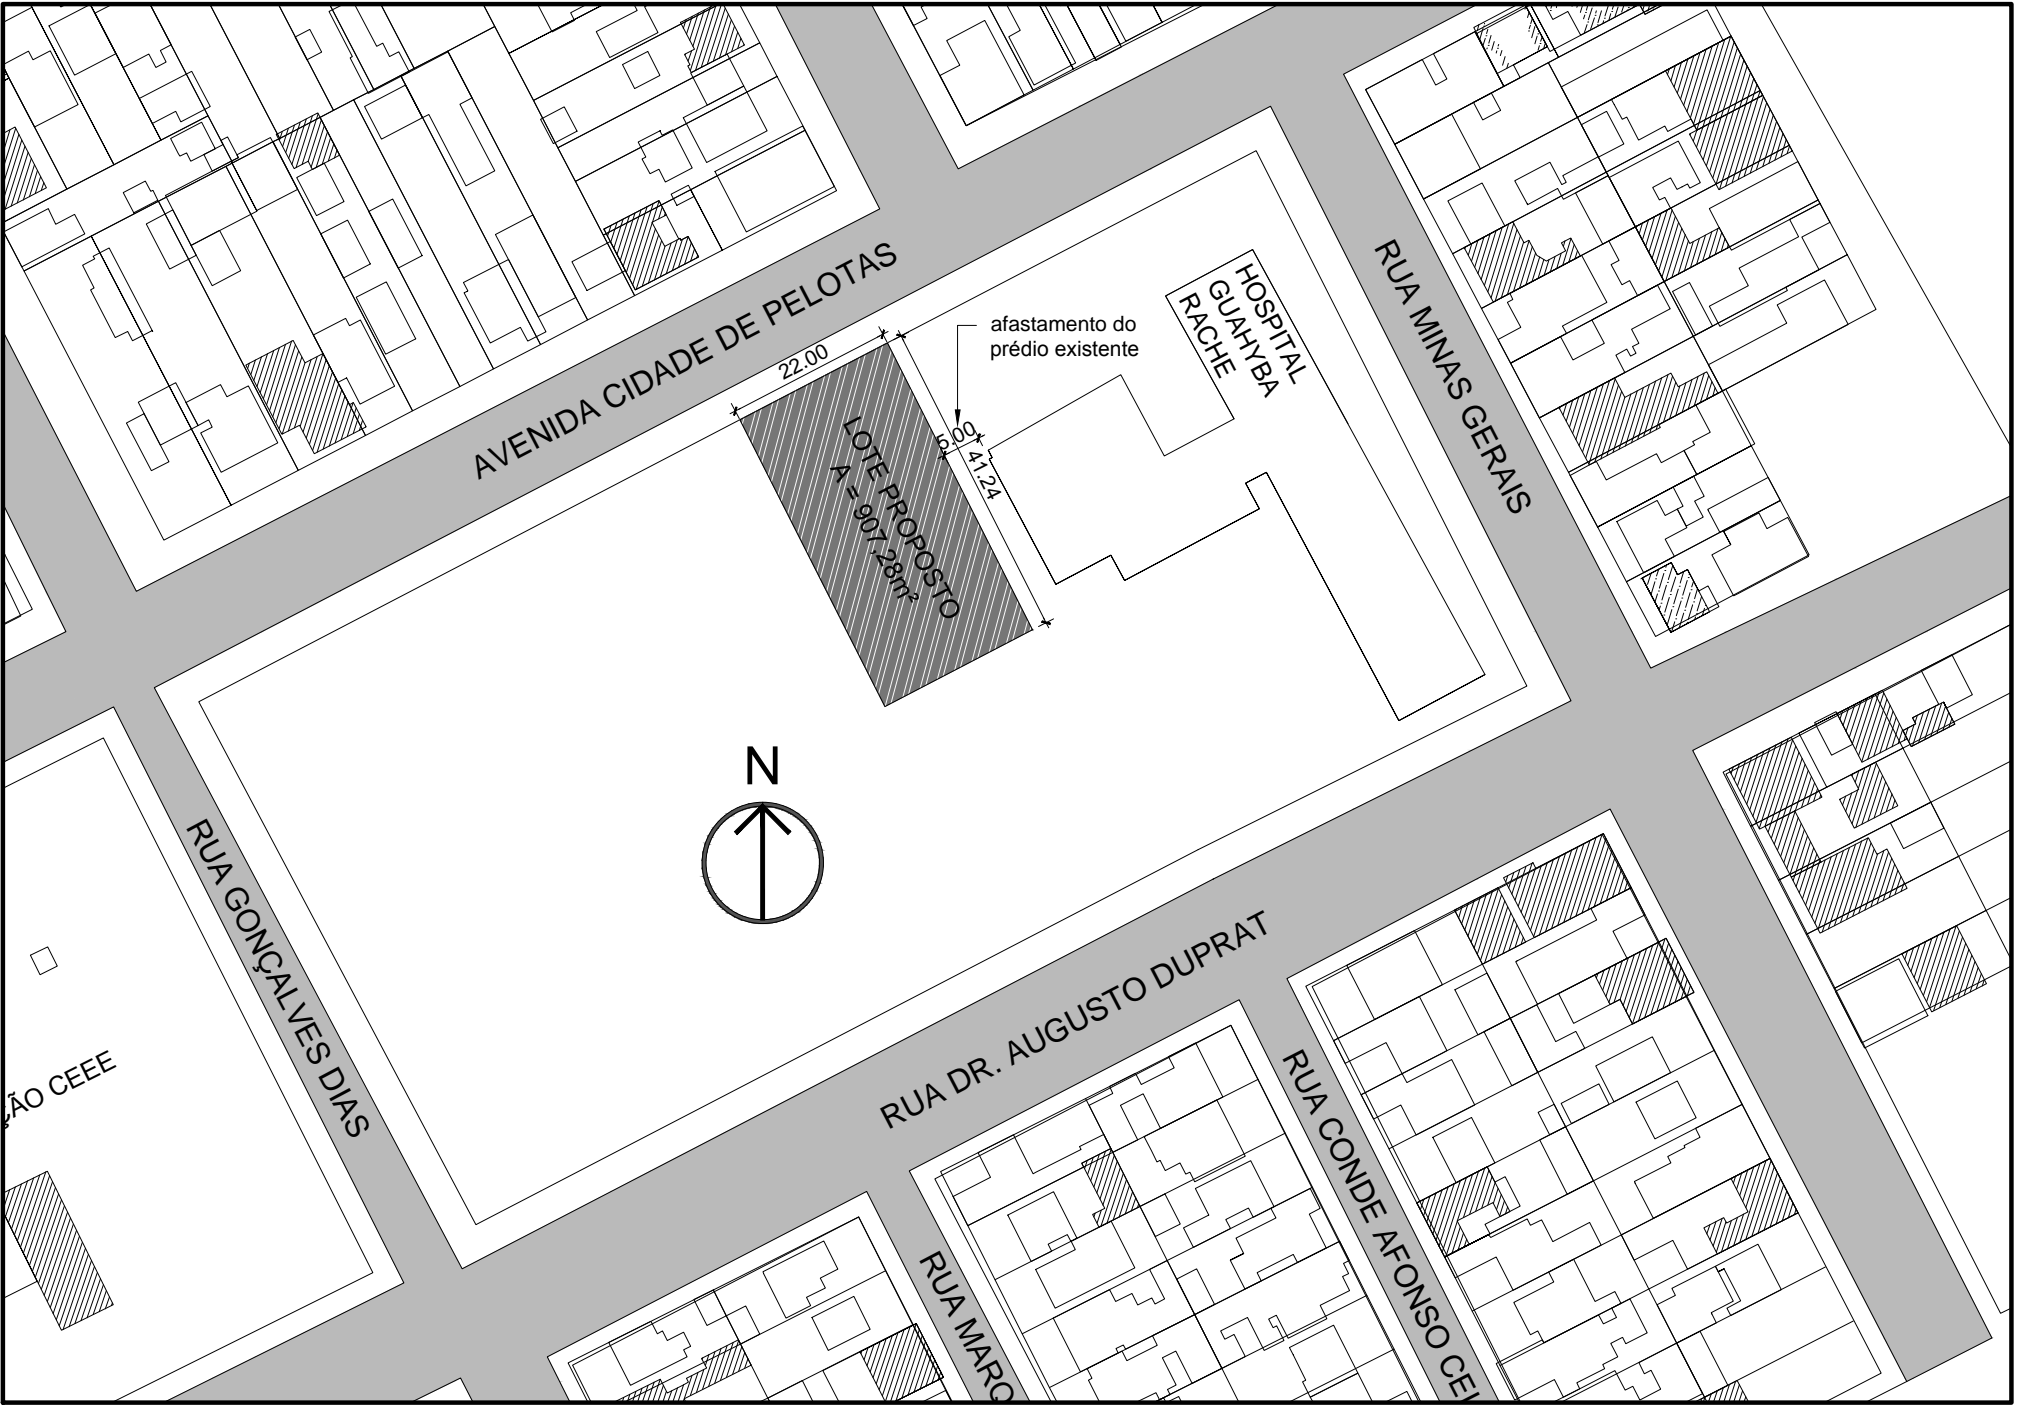 AVENIDA CIDADE DE PELOTAS
22.00
afastamento do
prédio existente
5.00
41.24
LOTE PROPOSTO
A = 907,28m²
HOSPITAL
GUAHYBA
RACHE
RUA MINAS GERAIS
N
RUA GONÇALVES DIAS
ÇÃO CEEE
RUA DR. AUGUSTO DUPRAT
RUA CONDE AFONSO CEL
RUA MARQ